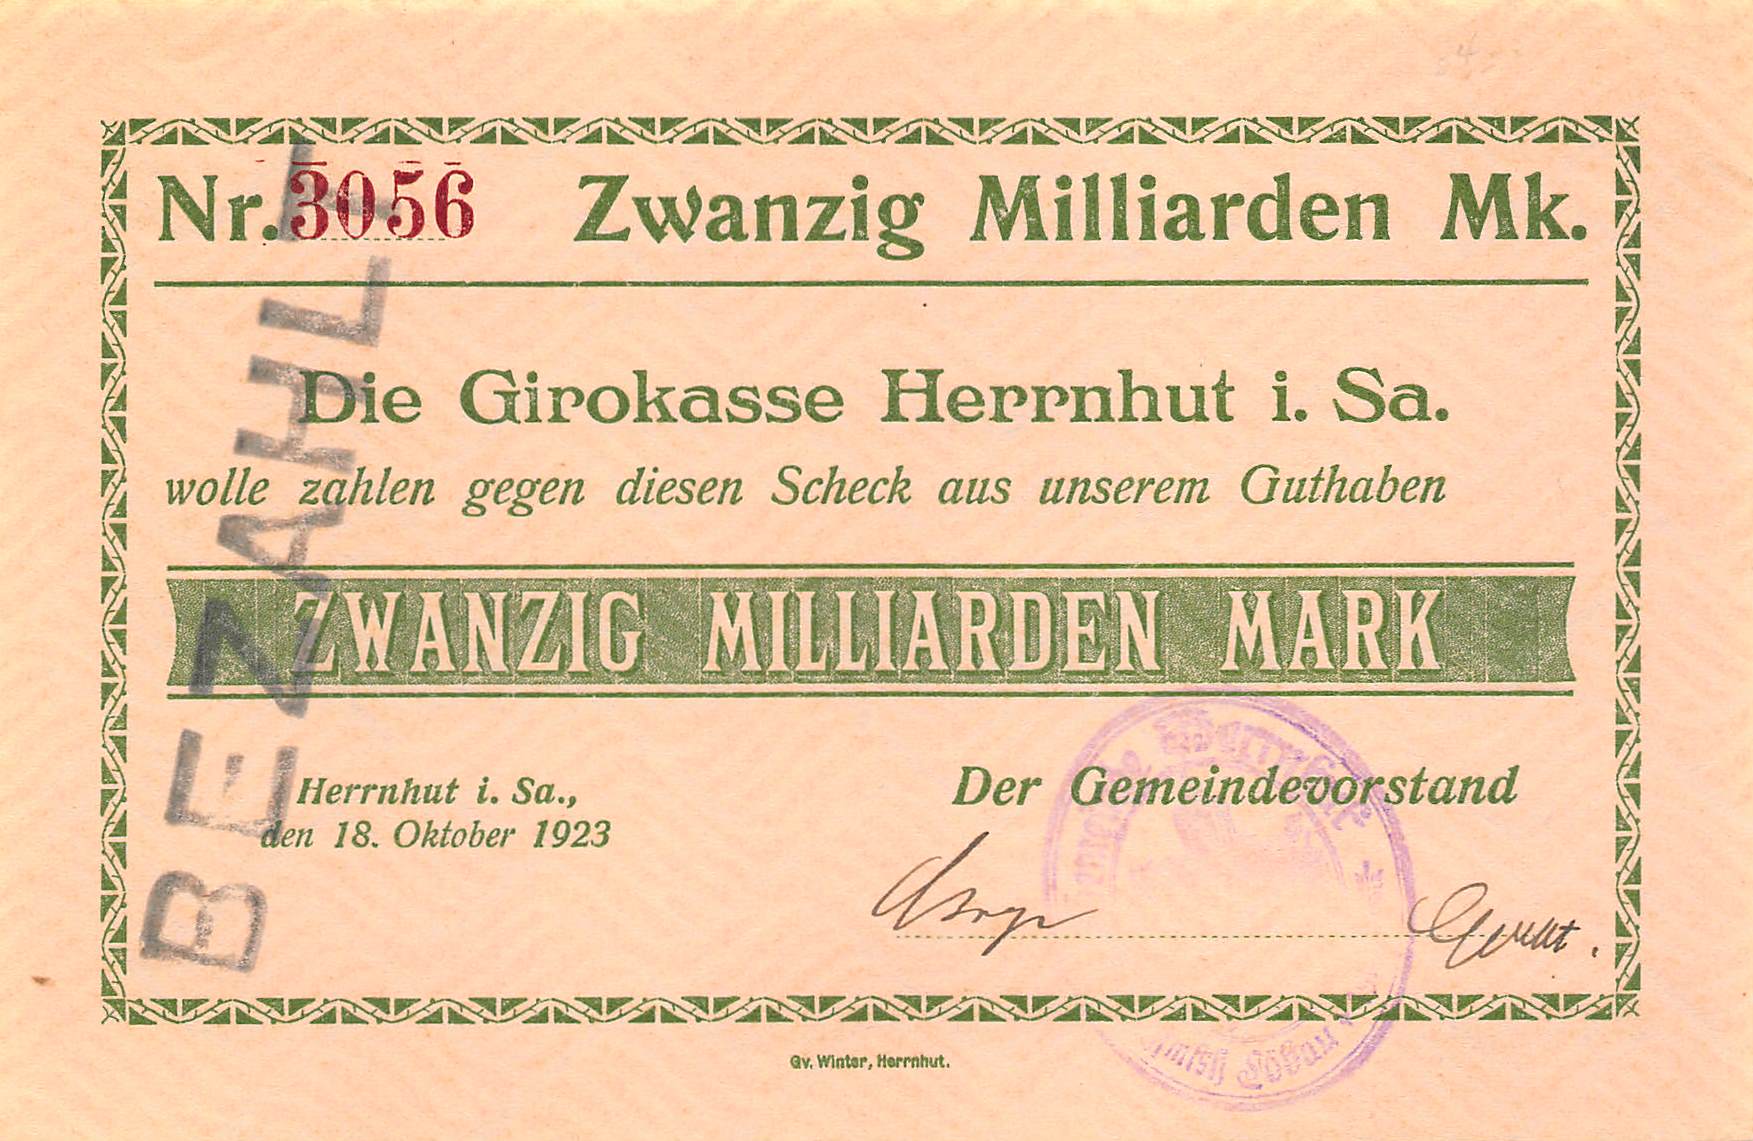 Nr. 3056 Zwanzig Milliarden Mk.
Die Girokasse Herrnhut i. Sa.
wolle zahlen gegen diesen Scheck aus unserem Guthaben
ZWANZIG MILLIARDEN MARK
Herrnhut i. Sa.,
den 18. Oktober 1923
Der Gemeindevorstand
Gv. Winter, Herrnhut.
BEZAHLT